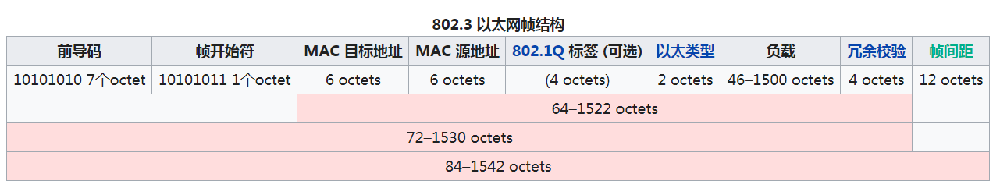 802.3 以太网帧结构
前导码 帧开始符 MAC 目标地址 MAC 源地址 802.1Q 标签 (可选) 以太类型 负载 冗余校验 帧间距
10101010 7个octet 10101011 1个octet 6 octets 6 octets (4 octets) 2 octets 46–1500 octets 4 octets 12 octets
64–1522 octets
72–1530 octets
84–1542 octets